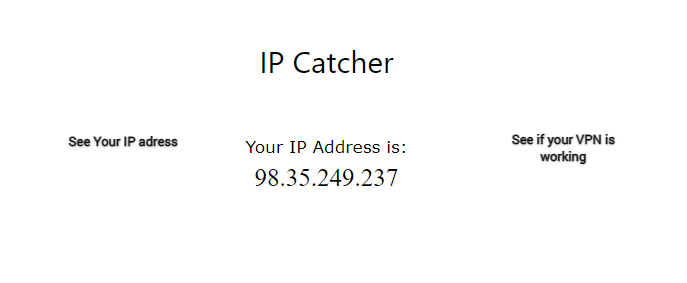 IP Catcher
See Your IP adress
Your IP Address is:
98.35.249.237
See if your VPN is
working